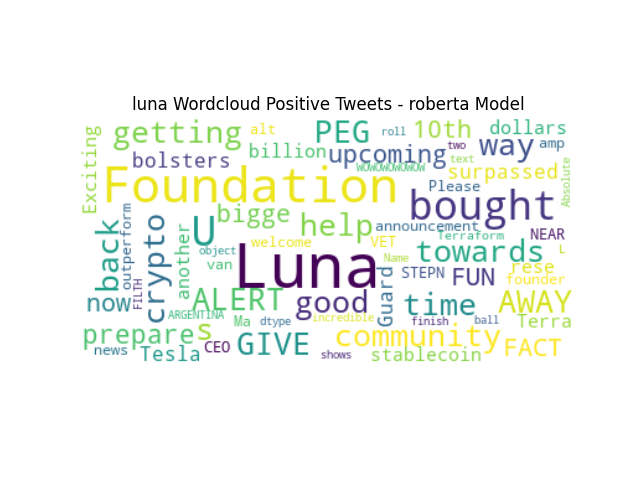 luna Wordcloud Positive Tweets - roberta Model
Exciting
getting
alt
PEG
roll
10th
dollars
bolsters
billion
upcoming
two
way
amp
WOWOWOWOWOW
text
surpassed
Absolute
Foundation
Please
bought
outperform
crypto
bigge
back
U
help
announcement
NEAR
another
object
welcome
VET
Terraform
L
towards
van
Luna
Name
STEPN
FUN
rese
founder
FILTH
now
ALERT
good
Guard
time
AWAY
ARGENTINA
Ma
dtype
incredible
finish
ball
Terra
prepare
s
GIVE
community
FACT
news
Tesla
CEO
shows
stablecoin